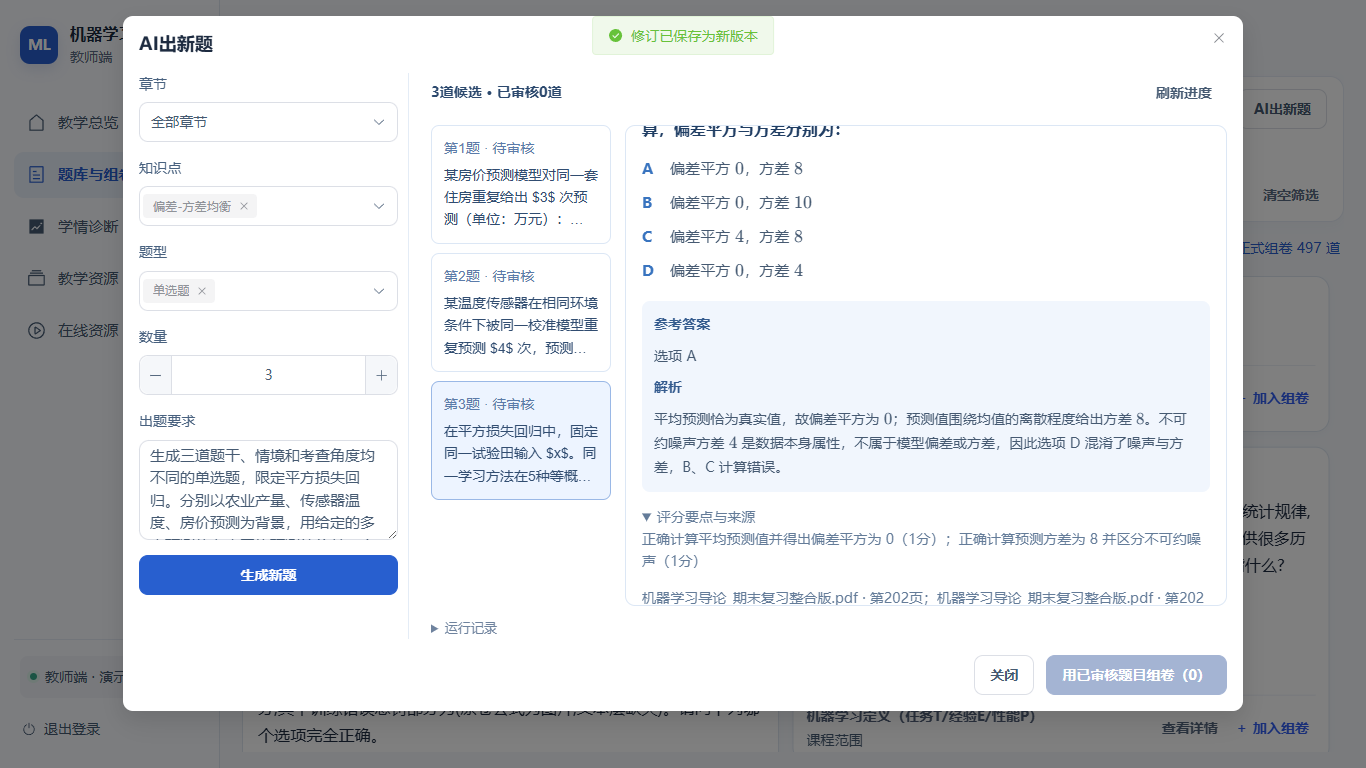 ML
机器学习
教师端
教学总览
题库与组卷
学情诊断
教学资源
在线资源
教师端 · 演示
退出登录
AI出新题
修订已保存为新版本
章节
全部章节
知识点
偏差-方差均衡
题型
单选题
数量
3
出题要求
生成三道题干、情境和考查角度均
不同的单选题，限定平方损失回
归。分别以农业产量、传感器温
度、房价预测为背景，用给定的多
生成新题
3道候选 • 已审核0道
刷新进度
第1题 · 待审核
某房价预测模型对同一套
住房重复给出 $3$ 次预
测（单位：万元）：…
第2题 · 待审核
某温度传感器在相同环境
条件下被同一校准模型重
复预测 $4$ 次，预测…
第3题 · 待审核
在平方损失回归中，固定
同一试验田输入 $x$。同
一学习方法在5种等概…
算，偏差平方与方差分别为：
A 偏差平方 0，方差 8
B 偏差平方 0，方差 10
C 偏差平方 4，方差 8
D 偏差平方 0，方差 4
参考答案
选项 A
解析
平均预测恰为真实值，故偏差平方为 0；预测值围绕均值的离散程度给出方差 8。不可
约噪声方差 4 是数据本身属性，不属于模型偏差或方差，因此选项 D 混淆了噪声与方
差，B、C 计算错误。
▼ 评分要点与来源
正确计算平均预测值并得出偏差平方为 0（1分）；正确计算预测方差为 8 并区分不可约噪
声（1分）
机器学习导论_期末复习整合版.pdf · 第202页；机器学习导论_期末复习整合版.pdf · 第202
▶ 运行记录
关闭
用已审核题目组卷（0）
AI出新题
清空筛选
正式组卷 497 道
+ 加入组卷
统计规律,
供很多历
什么?
个选项完全正确。
机器学习定义（任务T/经验E/性能P）
课程范围
查看详情
+ 加入组卷